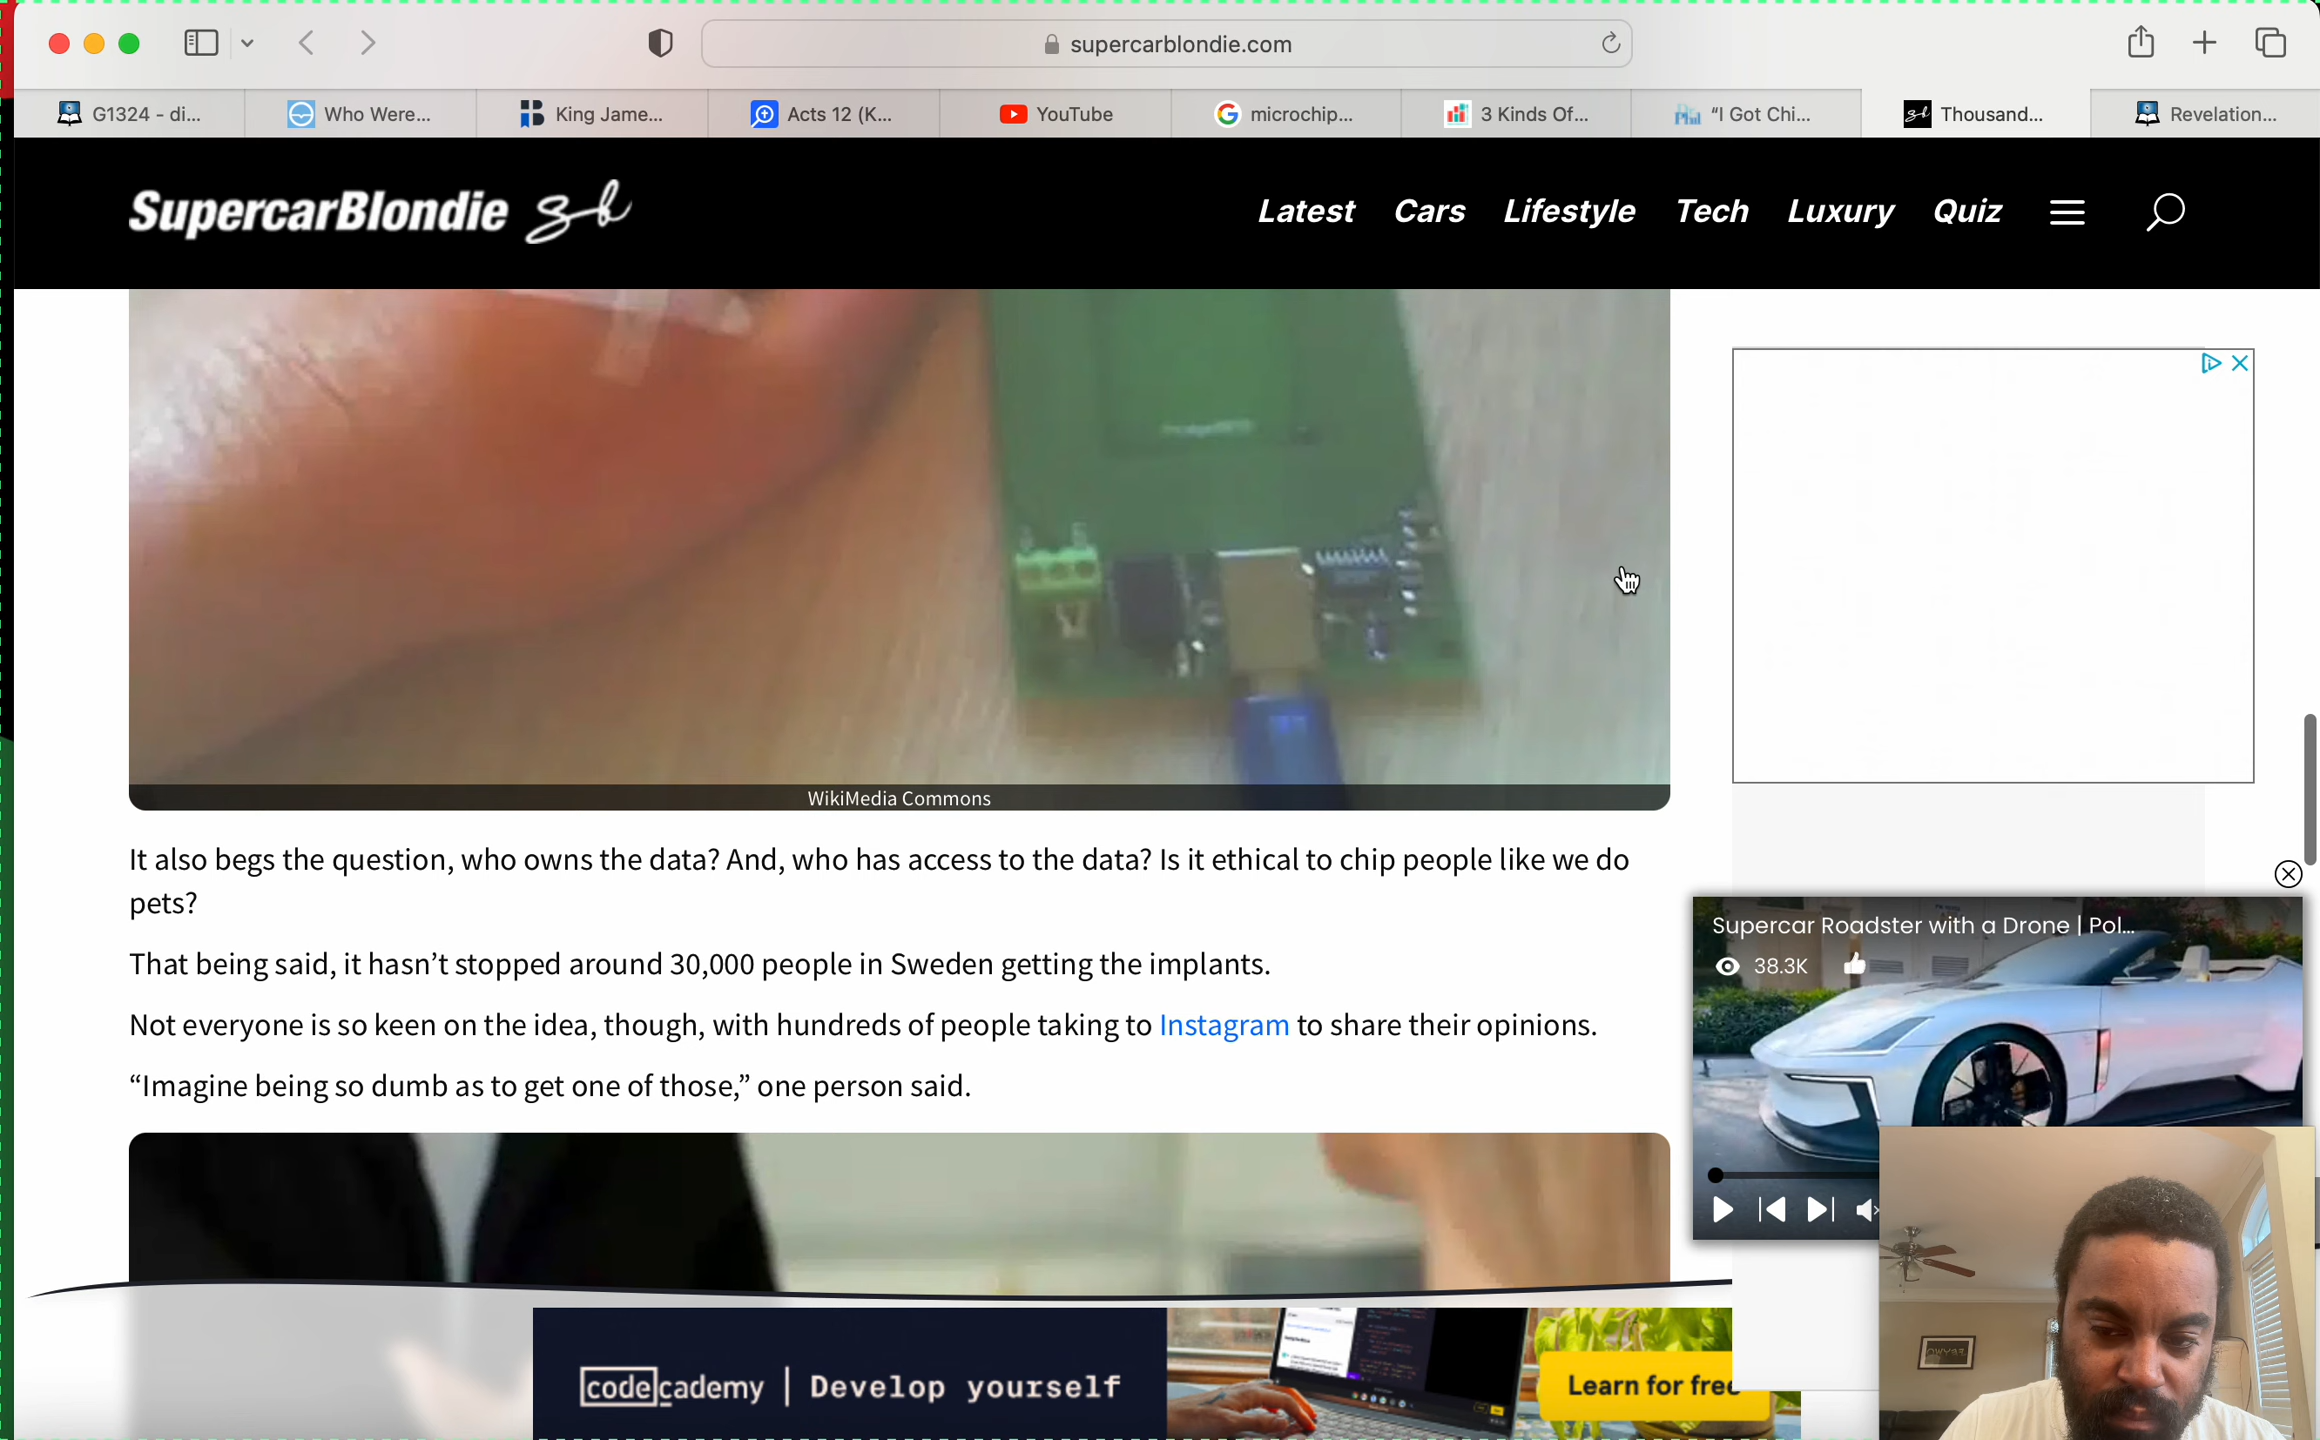 supercarblondie.com
G1324 - di...
Who Were...
King Jame...
Acts 12 (K...
YouTube
microchip...
3 Kinds Of...
“I Got Chi...
Thousand...
Revelation...
SupercarBlondie sb
Latest
Cars
Lifestyle
Tech
Luxury
Quiz
WikiMedia Commons
It also begs the question, who owns the data? And, who has access to the data? Is it ethical to chip people like we do
pets?
That being said, it hasn’t stopped around 30,000 people in Sweden getting the implants.
Not everyone is so keen on the idea, though, with hundreds of people taking to Instagram to share their opinions.
“Imagine being so dumb as to get one of those,” one person said.
Supercar Roadster with a Drone | Pol...
38.3K
codecademy | Develop yourself
Learn for free